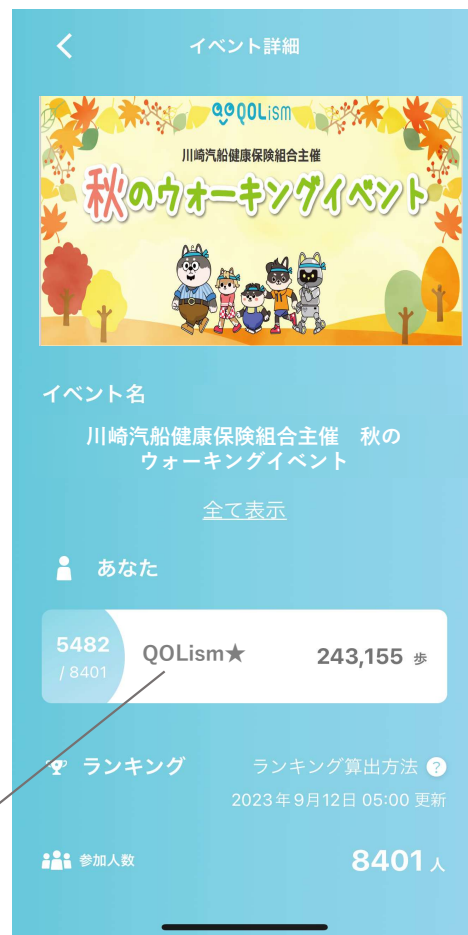 イベント詳細
QOLism
川崎汽船健康保険組合主催
秋のウォーキングイベント
イベント名
川崎汽船健康保険組合主催 秋の
ウォーキングイベント
全て表示
あなた
5482
/ 8401
QOLism★
243,155 歩
ランキング
ランキング算出方法 ?
2023年9月12日 05:00 更新
参加人数
8401人